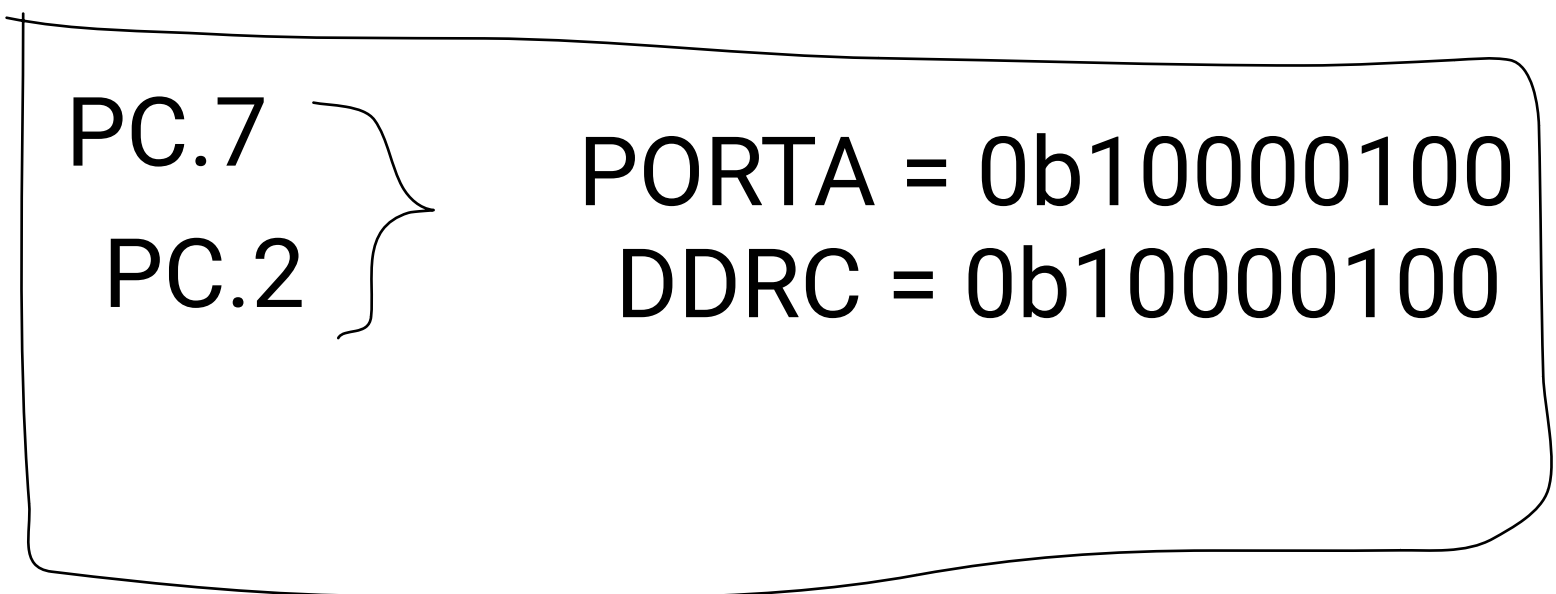 PC.7
PC.2
PORTA = 0b10000100
DDRC = 0b10000100